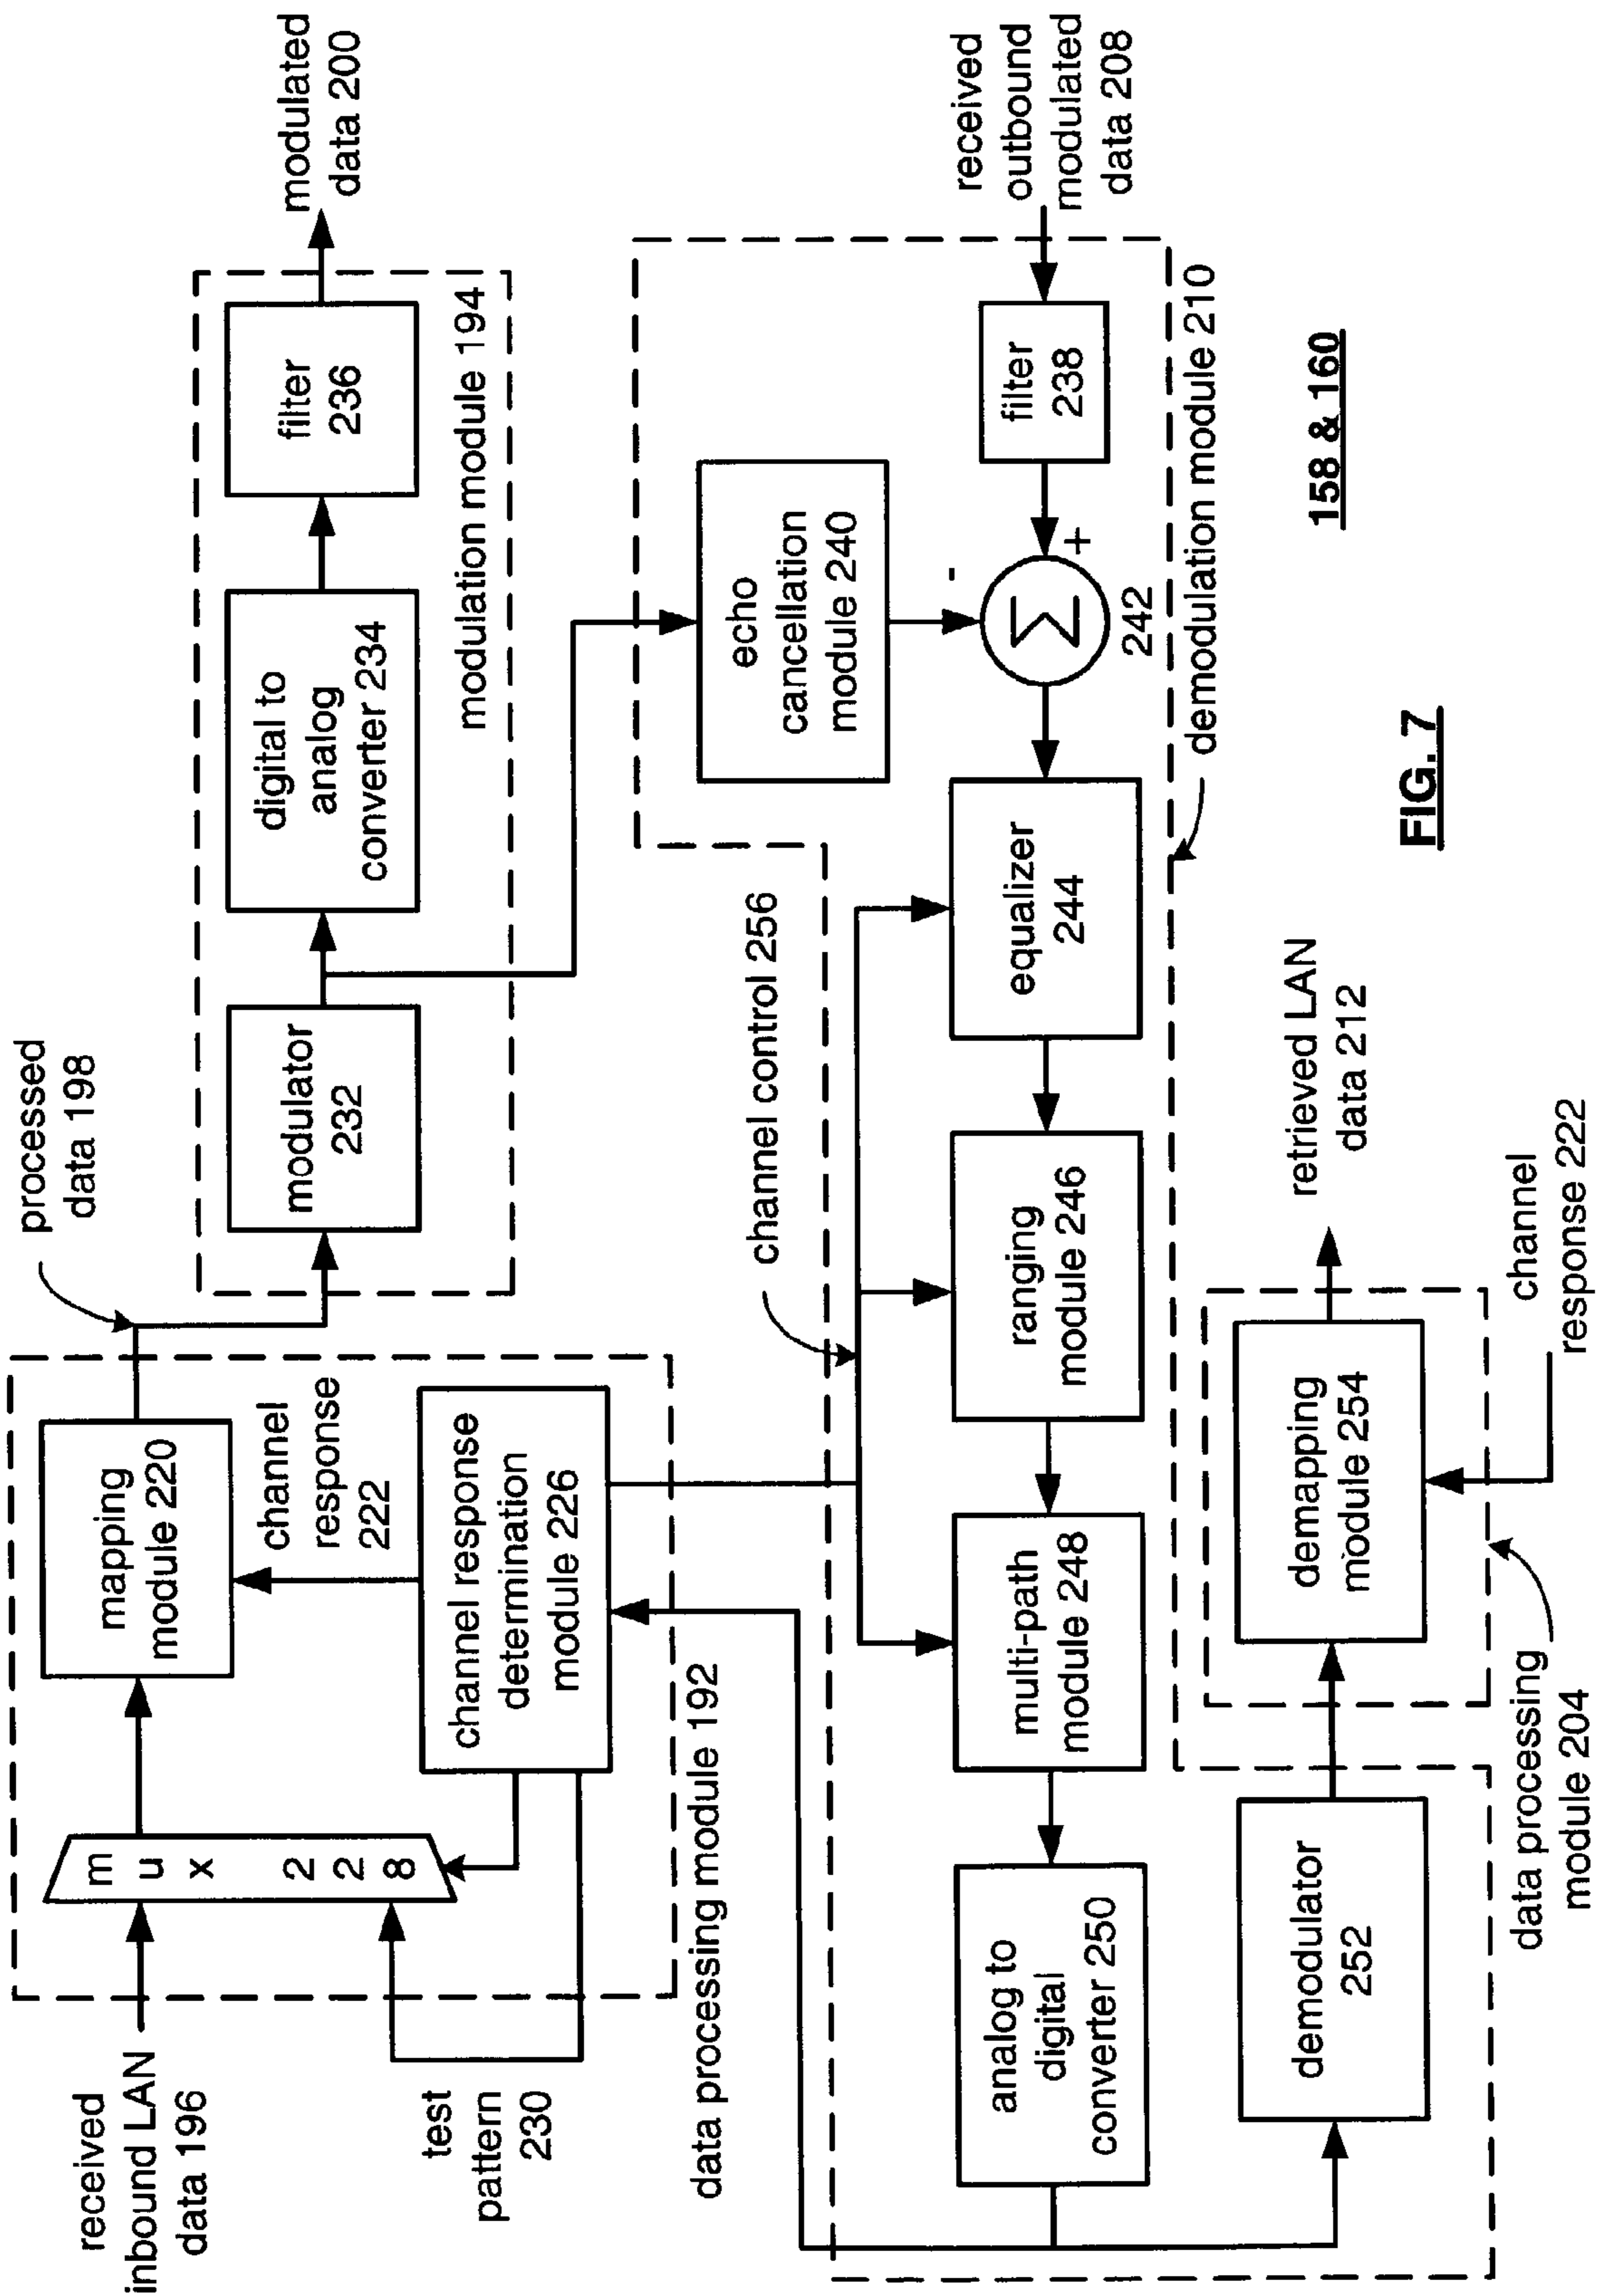 received
inbound LAN
data 196
m
u
x
2
2
8
mapping
module 220
processed
data 198
channel
response
222
channel response
determination
module 226
test
pattern
230
data processing module 192
modulator
232
digital to
analog
converter 234
filter
236
modulated
data 200
modulation module 194
echo
cancellation
module 240
received
outbound
modulated
data 208
filter
238
-
+
Σ
242
channel control 256
equalizer
244
ranging
module 246
multi-path
module 248
analog to
digital
converter 250
demodulation module 210
demodulator
252
demapping
module 254
retrieved LAN
data 212
channel
response 222
data processing
module 204
158 & 160
FIG. 7